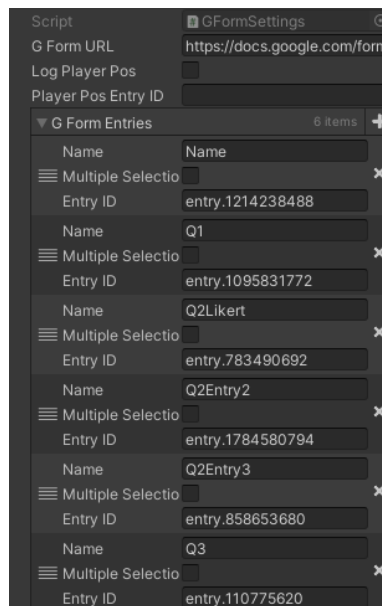 Script GFormSettings
G Form URL https://docs.google.com/form
Log Player Pos
Player Pos Entry ID
G Form Entries 6 items
Name Name
Multiple Selectio
Entry ID entry.1214238488
Name Q1
Multiple Selectio
Entry ID entry.1095831772
Name Q2Likert
Multiple Selectio
Entry ID entry.783490692
Name Q2Entry2
Multiple Selectio
Entry ID entry.1784580794
Name Q2Entry3
Multiple Selectio
Entry ID entry.858653680
Name Q3
Multiple Selectio
Entry ID entry.110775620